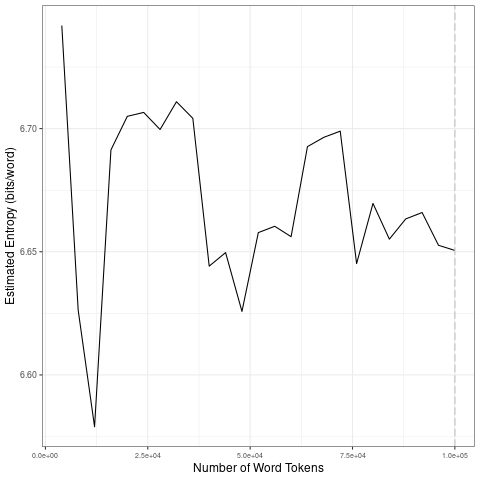 Estimated Entropy (bits/word)
6.70
6.65
6.60
0.0e+00 2.5e+04 5.0e+04 7.5e+04 1.0e+05
Number of Word Tokens